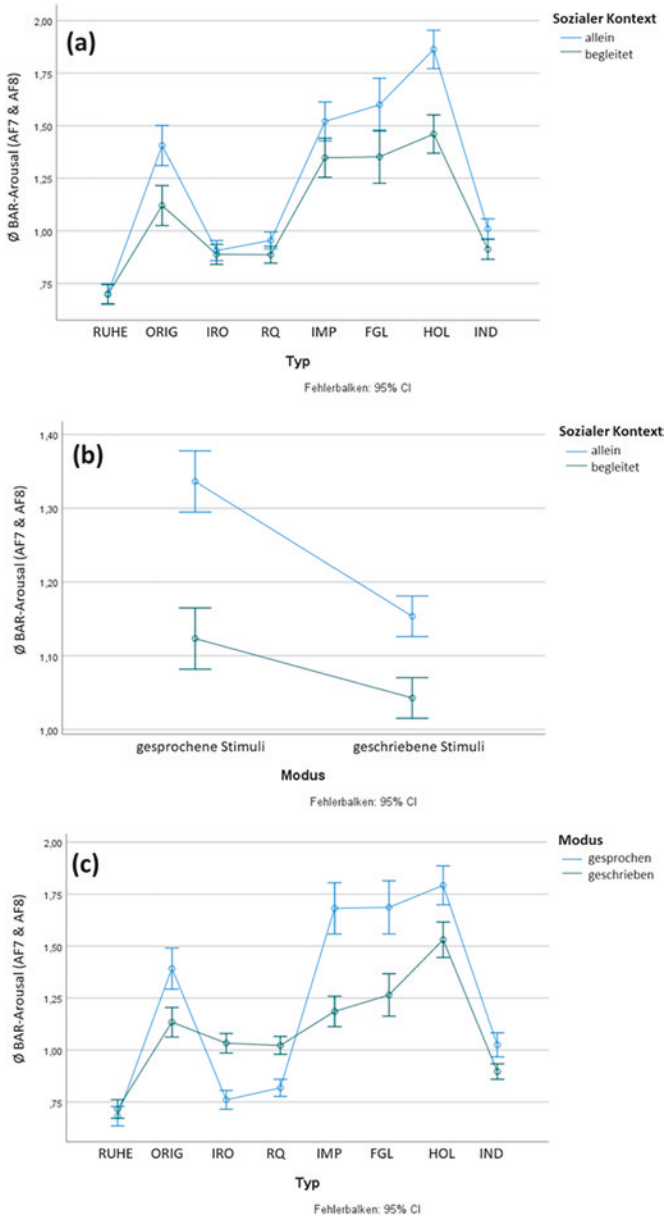 (a)
Sozialer Kontext
allein
begleitet
Ø BAR-Arousal (AF7 & AF8)
2,00
1,75
1,50
1,25
1,00
,75
RUHE ORIG IRO RQ IMP FGL HOL IND
Typ
Fehlerbalken: 95% CI
(b)
Sozialer Kontext
allein
begleitet
Ø BAR-Arousal (AF7 & AF8)
1,40
1,30
1,20
1,10
1,00
gesprochene Stimuli geschriebene Stimuli
Modus
Fehlerbalken: 95% CI
(c)
Modus
gesprochen
geschrieben
Ø BAR-Arousal (AF7 & AF8)
2,00
1,75
1,50
1,25
1,00
,75
RUHE ORIG IRO RQ IMP FGL HOL IND
Typ
Fehlerbalken: 95% CI